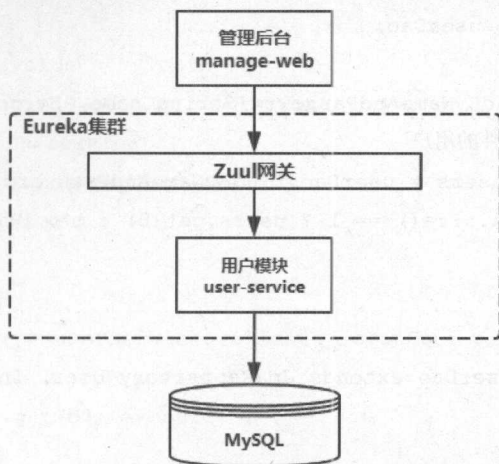 管理后台
manage-web
Eureka集群
Zuul网关
用户模块
user-service
MySQL